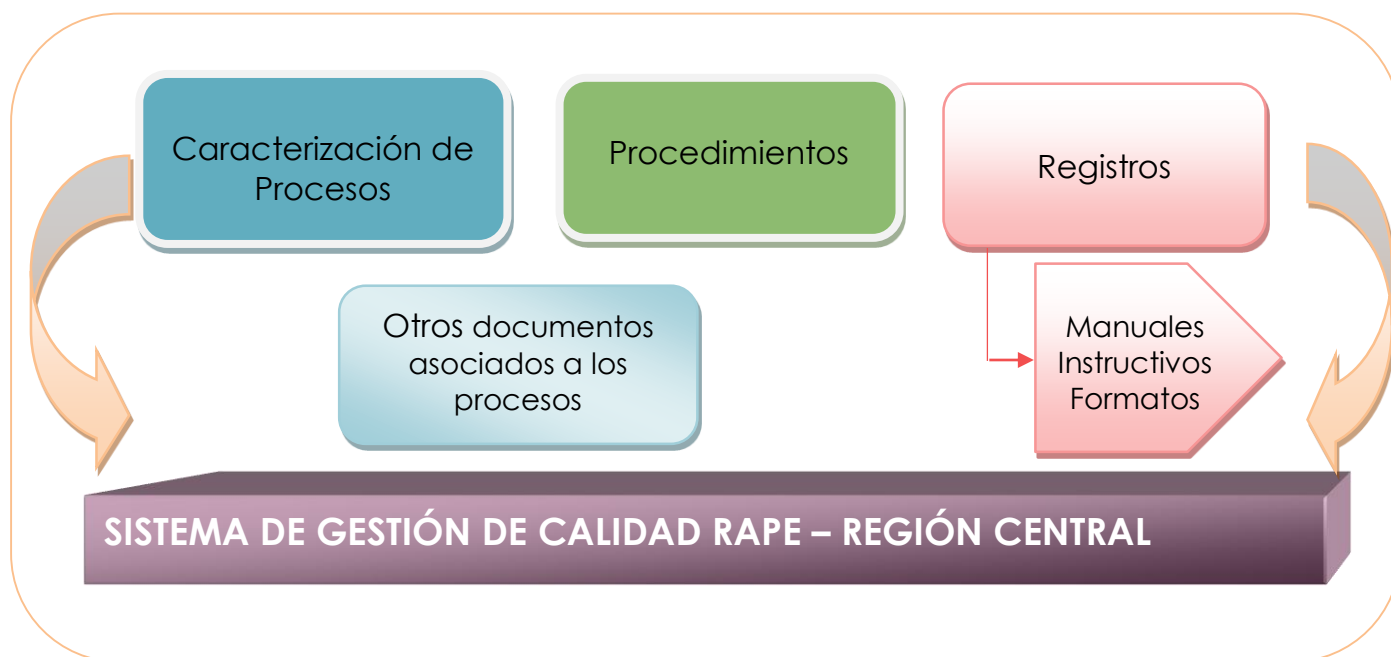 Caracterización de
Procesos
Procedimientos
Registros
Otros documentos
asociados a los
procesos
Manuales
Instructivos
Formatos
SISTEMA DE GESTIÓN DE CALIDAD RAPE – REGIÓN CENTRAL